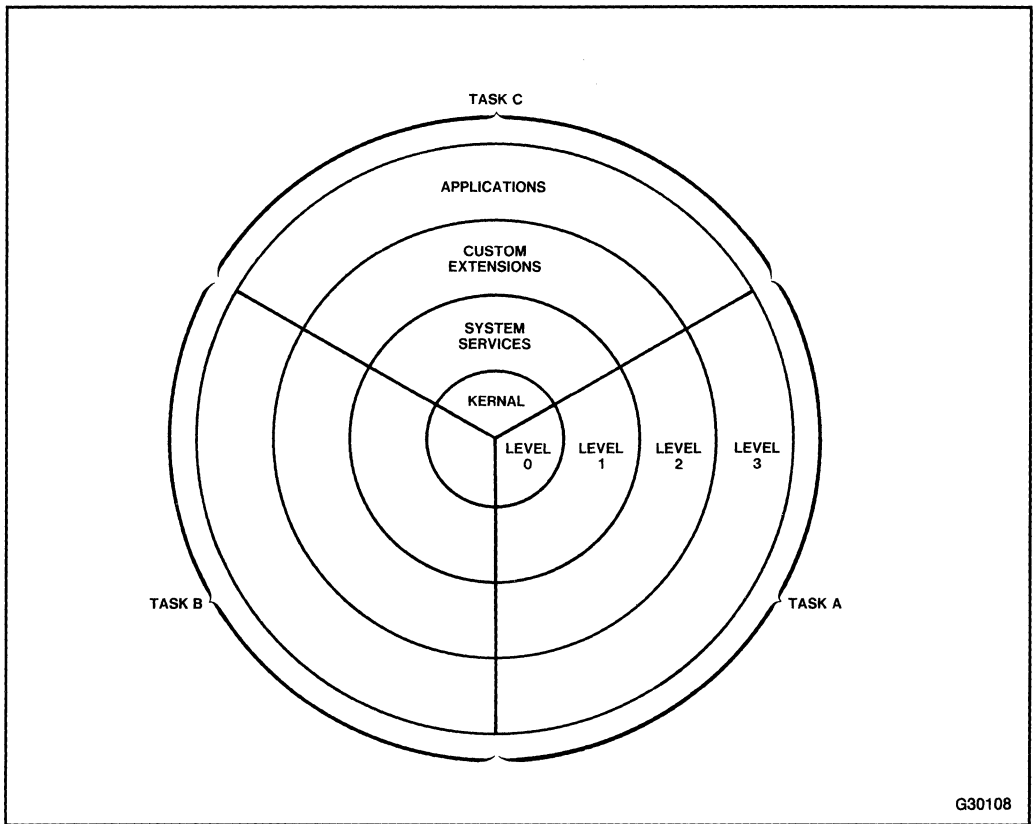 TASK C
APPLICATIONS
CUSTOM
EXTENSIONS
SYSTEM
SERVICES
KERNAL
LEVEL
0
LEVEL
1
LEVEL
2
LEVEL
3
TASK B
TASK A
G30108